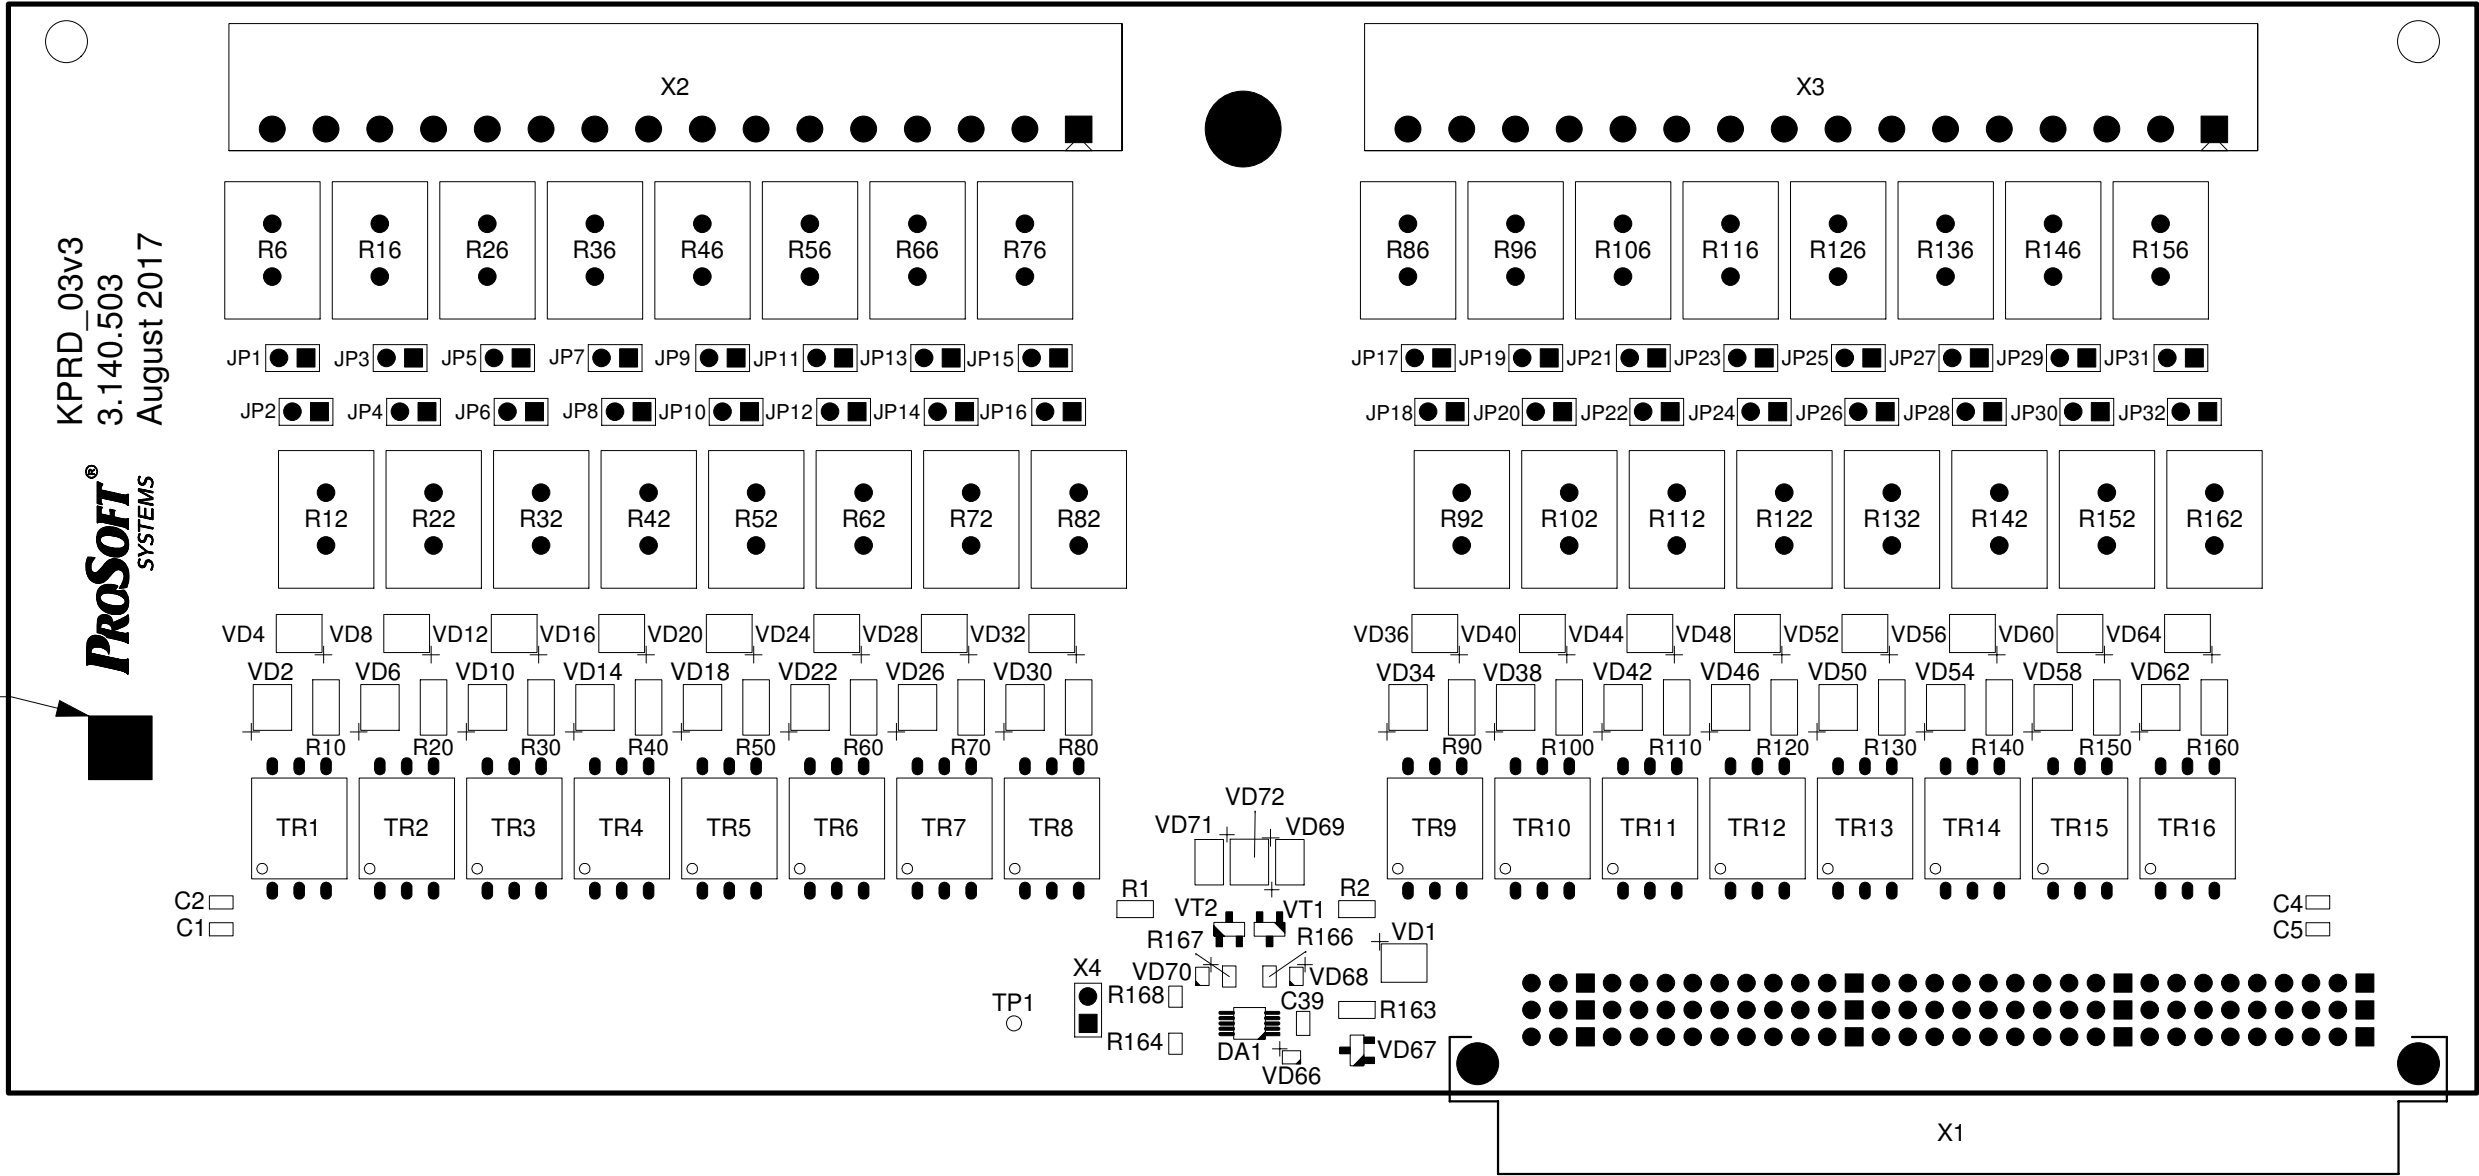 X2 X3
R6 R16 R26 R36 R46 R56 R66 R76 R86 R96 R106 R116 R126 R136 R146 R156
KPRD_03v3
3.140.503
August 2017
JP1 JP3 JP5 JP7 JP9 JP11 JP13 JP15 JP17 JP19 JP21 JP23 JP25 JP27 JP29 JP31
JP2 JP4 JP6 JP8 JP10 JP12 JP14 JP16 JP18 JP20 JP22 JP24 JP26 JP28 JP30 JP32
PROSOFT®
SYSTEMS
R12 R22 R32 R42 R52 R62 R72 R82 R92 R102 R112 R122 R132 R142 R152 R162
VD4 VD8 VD12 VD16 VD20 VD24 VD28 VD32 VD36 VD40 VD44 VD48 VD52 VD56 VD60 VD64
VD2 VD6 VD10 VD14 VD18 VD22 VD26 VD30 VD34 VD38 VD42 VD46 VD50 VD54 VD58 VD62
R10 R20 R30 R40 R50 R60 R70 R80 R90 R100 R110 R120 R130 R140 R150 R160
VD72
VD71 VD69
TR1 TR2 TR3 TR4 TR5 TR6 TR7 TR8 TR9 TR10 TR11 TR12 TR13 TR14 TR15 TR16
R1 R2
C2 VT2 VT1 C4
C1 C5
R167 R166 VD1
X4 VD70 VD68
R168 C39
TP1 R163
R164 DA1 VD67
VD66
X1